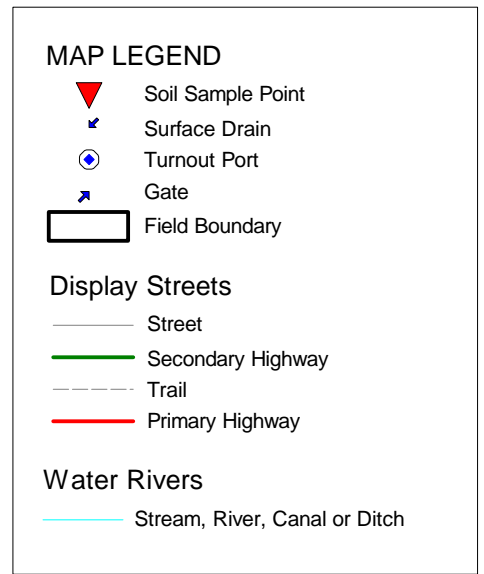 MAP LEGEND
Soil Sample Point
Surface Drain
Turnout Port
Gate
Field Boundary
Display Streets
Street
Secondary Highway
Trail
Primary Highway
Water Rivers
Stream, River, Canal or Ditch